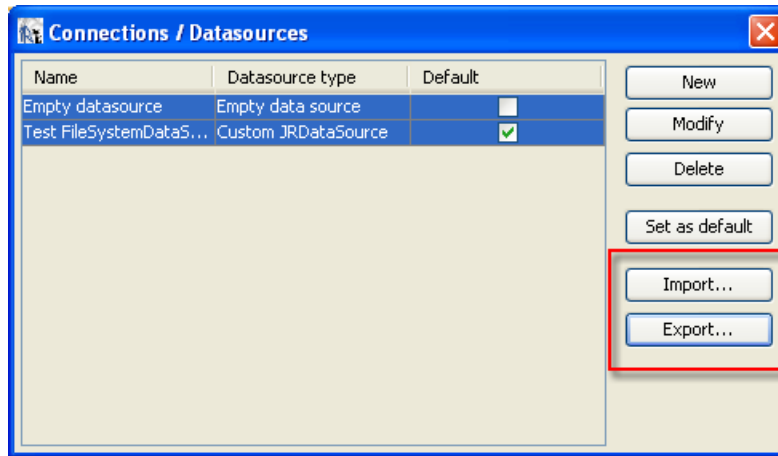 Connections / Datasources
Name Datasource type Default
Empty datasource Empty data source
Test FileSystemDataS... Custom JRDataSource
New
Modify
Delete
Set as default
Import...
Export...